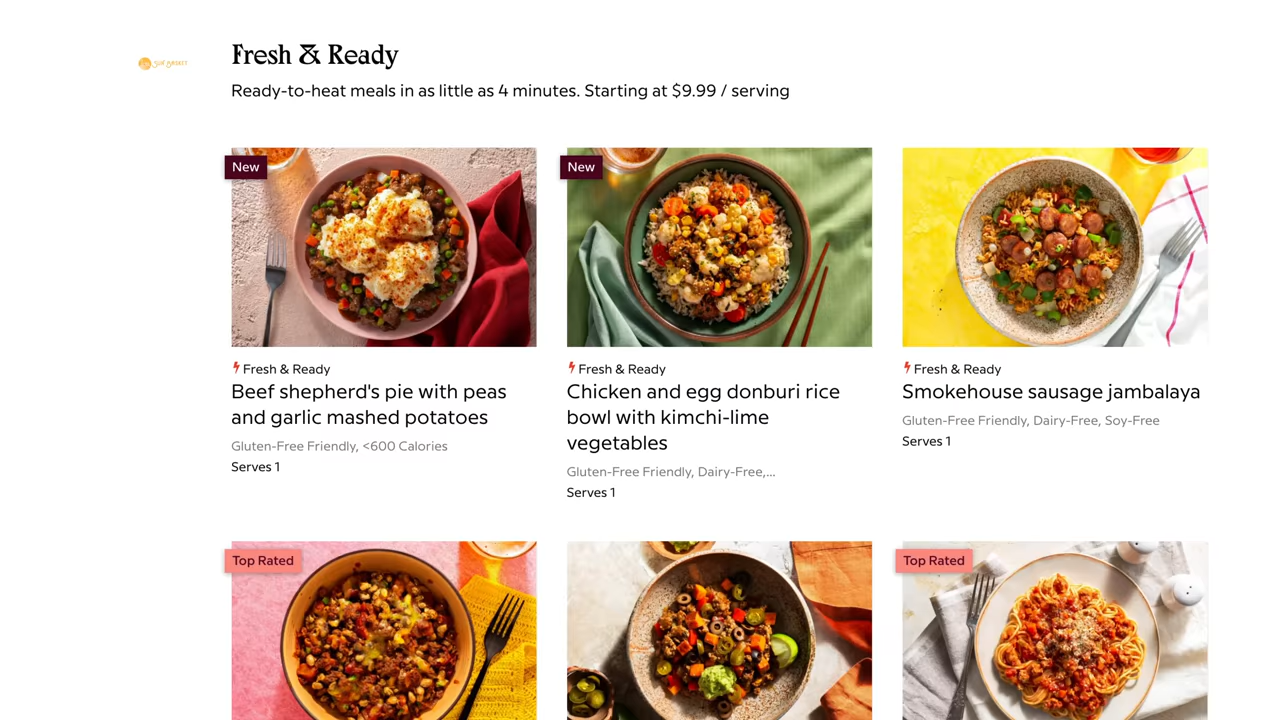 Sun Basket
Fresh & Ready
Ready-to-heat meals in as little as 4 minutes. Starting at $9.99 / serving
New
Fresh & Ready
Beef shepherd's pie with peas
and garlic mashed potatoes
Gluten-Free Friendly, <600 Calories
Serves 1
New
Fresh & Ready
Chicken and egg donburi rice
bowl with kimchi-lime
vegetables
Gluten-Free Friendly, Dairy-Free,...
Serves 1
Fresh & Ready
Smokehouse sausage jambalaya
Gluten-Free Friendly, Dairy-Free, Soy-Free
Serves 1
Top Rated
Top Rated